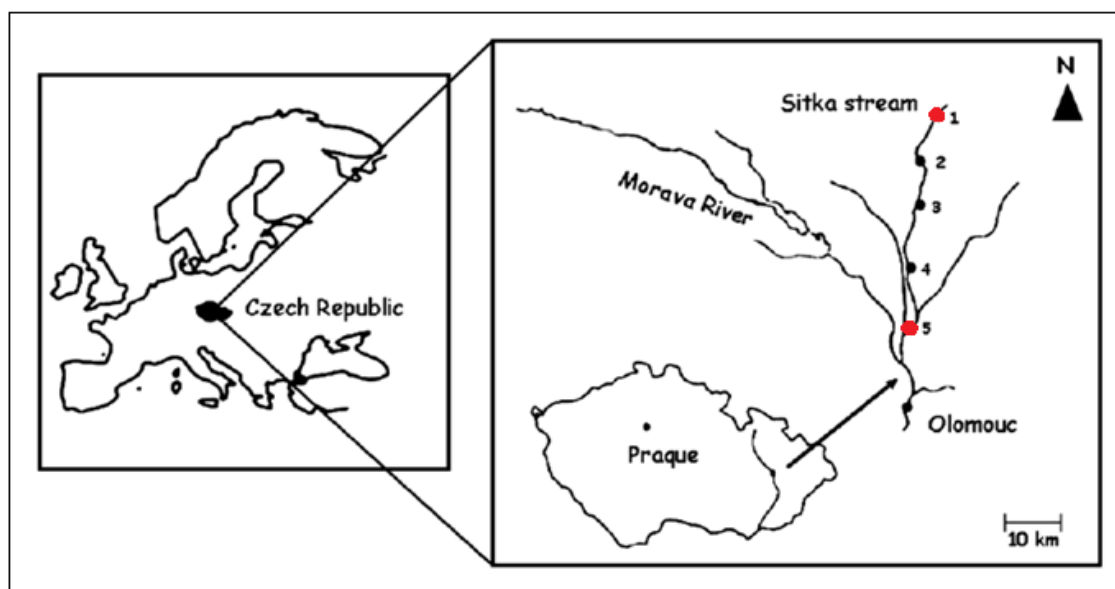 Czech Republic
N
Sitka stream
1
2
3
Morava River
4
5
Olomouc
Praque
10 km